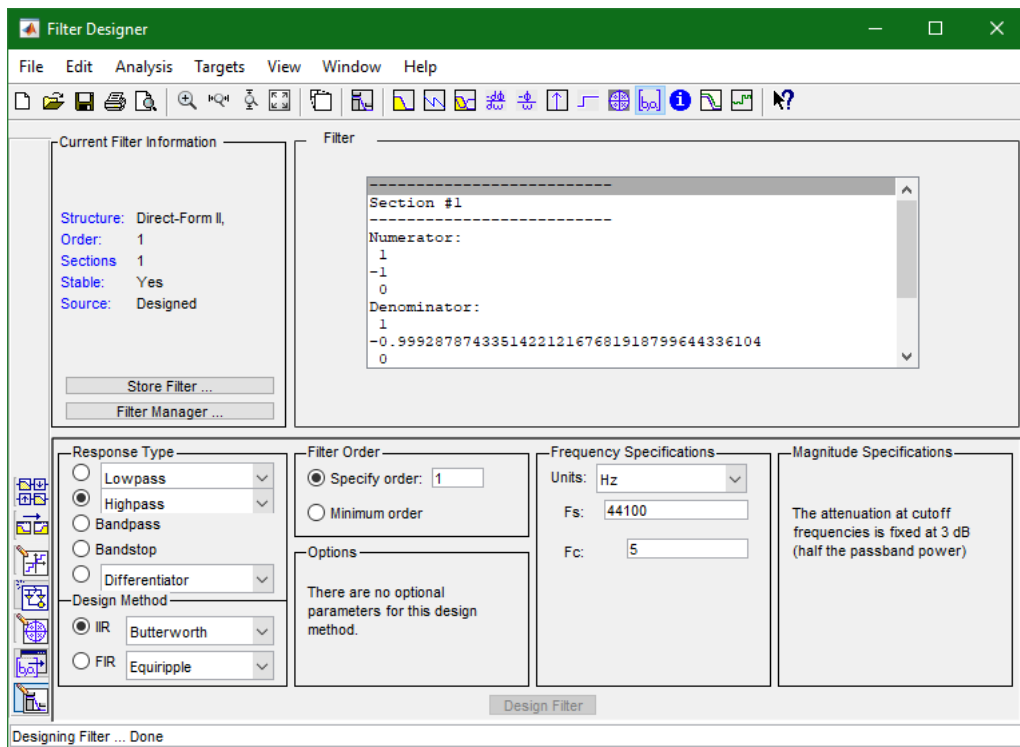 Filter Designer
File Edit Analysis Targets View Window Help
Current Filter Information
Structure: Direct-Form II,
Order: 1
Sections 1
Stable: Yes
Source: Designed
Store Filter ...
Filter Manager ...
Filter
--------------------------
Section #1
--------------------------
Numerator:
1
-1
0
Denominator:
1
-0.99928787433514221216768191879964433610​4
0
Response Type
Lowpass
Highpass
Bandpass
Bandstop
Differentiator
Design Method
IIR Butterworth
FIR Equiripple
Filter Order
Specify order: 1
Minimum order
Options
There are no optional
parameters for this design
method.
Frequency Specifications
Units: Hz
Fs: 44100
Fc: 5
Magnitude Specifications
The attenuation at cutoff
frequencies is fixed at 3 dB
(half the passband power)
Design Filter
Designing Filter ... Done